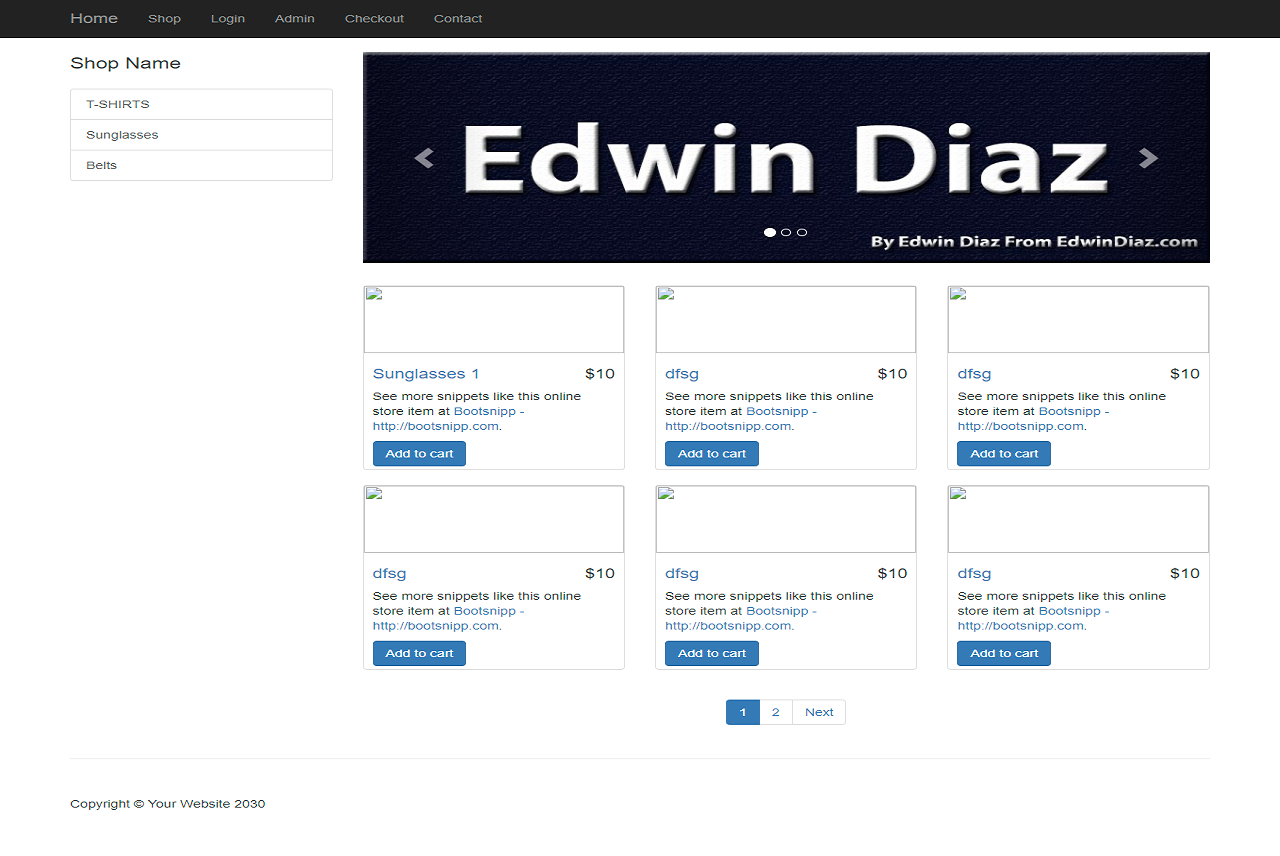 Home Shop Login Admin Checkout Contact
Shop Name
T-SHIRTS
Sunglasses
Belts
Edwin Diaz
By Edwin Diaz From EdwinDiaz.com
Sunglasses 1 $10
See more snippets like this online
store item at Bootsnipp -
http://bootsnipp.com.
Add to cart
dfsg $10
See more snippets like this online
store item at Bootsnipp -
http://bootsnipp.com.
Add to cart
dfsg $10
See more snippets like this online
store item at Bootsnipp -
http://bootsnipp.com.
Add to cart
dfsg $10
See more snippets like this online
store item at Bootsnipp -
http://bootsnipp.com.
Add to cart
dfsg $10
See more snippets like this online
store item at Bootsnipp -
http://bootsnipp.com.
Add to cart
dfsg $10
See more snippets like this online
store item at Bootsnipp -
http://bootsnipp.com.
Add to cart
1 2 Next
Copyright © Your Website 2030